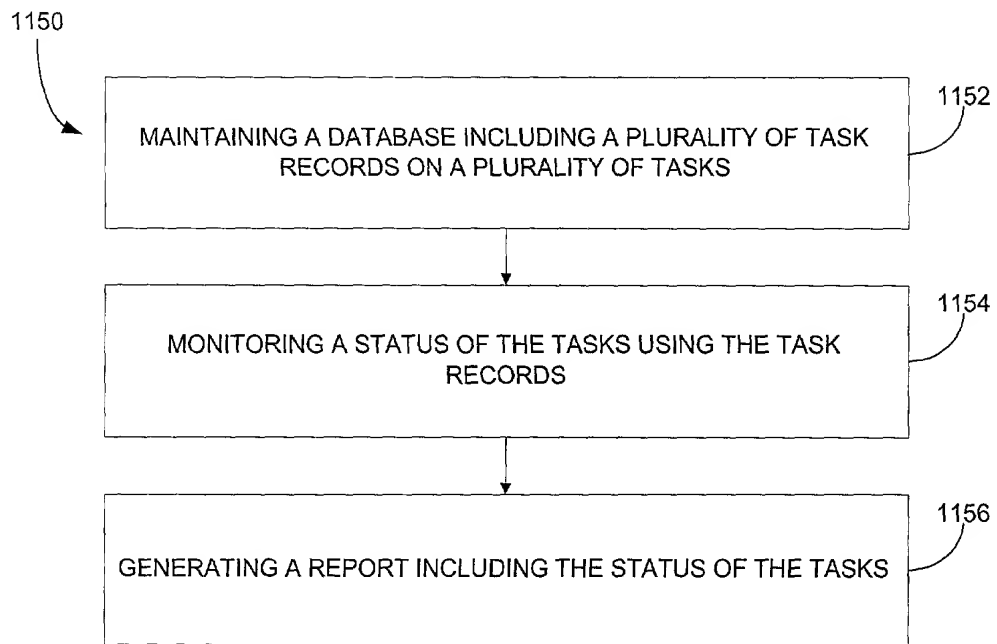 1150
1152
MAINTAINING A DATABASE INCLUDING A PLURALITY OF TASK
RECORDS ON A PLURALITY OF TASKS
1154
MONITORING A STATUS OF THE TASKS USING THE TASK
RECORDS
1156
GENERATING A REPORT INCLUDING THE STATUS OF THE TASKS